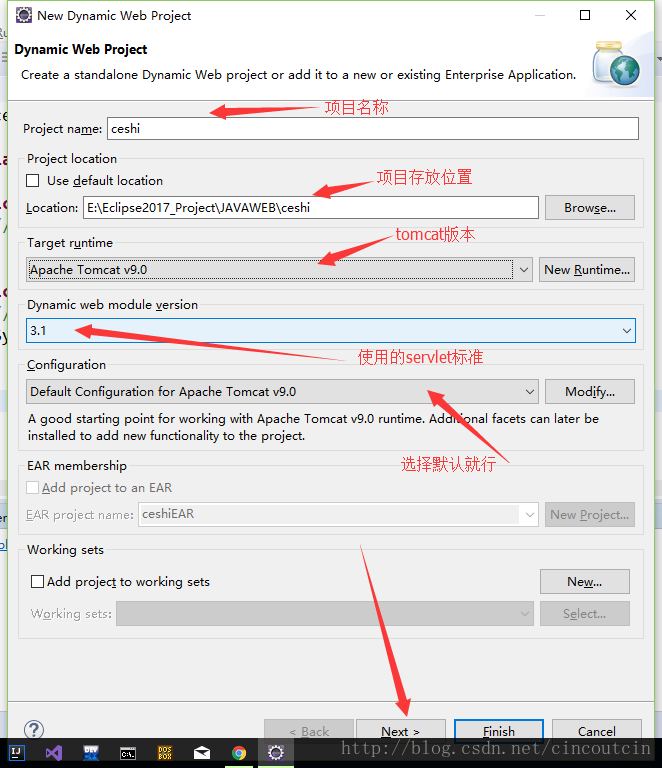 New Dynamic Web Project
Dynamic Web Project
Create a standalone Dynamic Web project or add it to a new or existing Enterprise Application.
项目名称
Project name: ceshi
Project location
Use default location
项目存放位置
Location: E:\Eclipse2017_Project\JAVAWEB\ceshi Browse...
tomcat版本
Target runtime
Apache Tomcat v9.0 New Runtime...
Dynamic web module version
3.1
使用的servlet标准
Configuration
Default Configuration for Apache Tomcat v9.0 Modify...
A good starting point for working with Apache Tomcat v9.0 runtime. Additional facets can later be
installed to add new functionality to the project.
选择默认就行
EAR membership
Add project to an EAR
EAR project name: ceshiEAR New Project...
Working sets
Add project to working sets New...
Working sets: Select...
? < Back Next > Finish Cancel
http://blog.csdn.net/cincoutcin